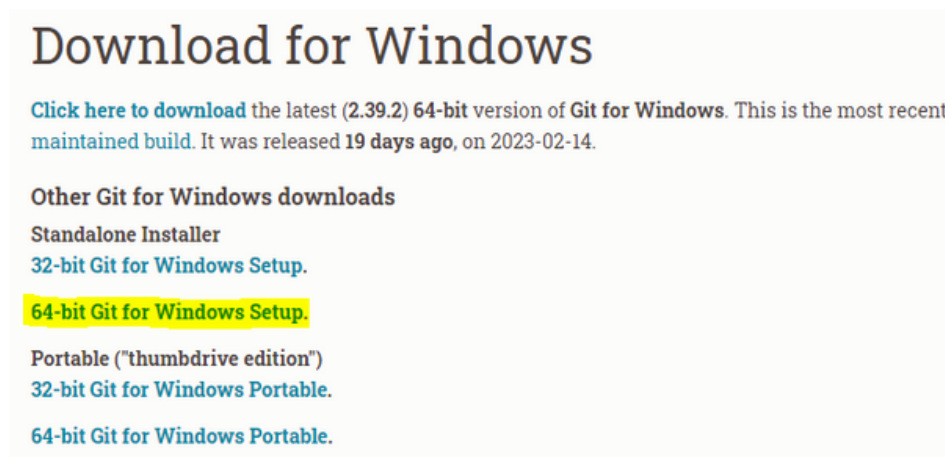 Download for Windows
Click here to download the latest (2.39.2) 64-bit version of Git for Windows. This is the most recent
maintained build. It was released 19 days ago, on 2023-02-14.
Other Git for Windows downloads
Standalone Installer
32-bit Git for Windows Setup.
64-bit Git for Windows Setup.
Portable ("thumbdrive edition")
32-bit Git for Windows Portable.
64-bit Git for Windows Portable.